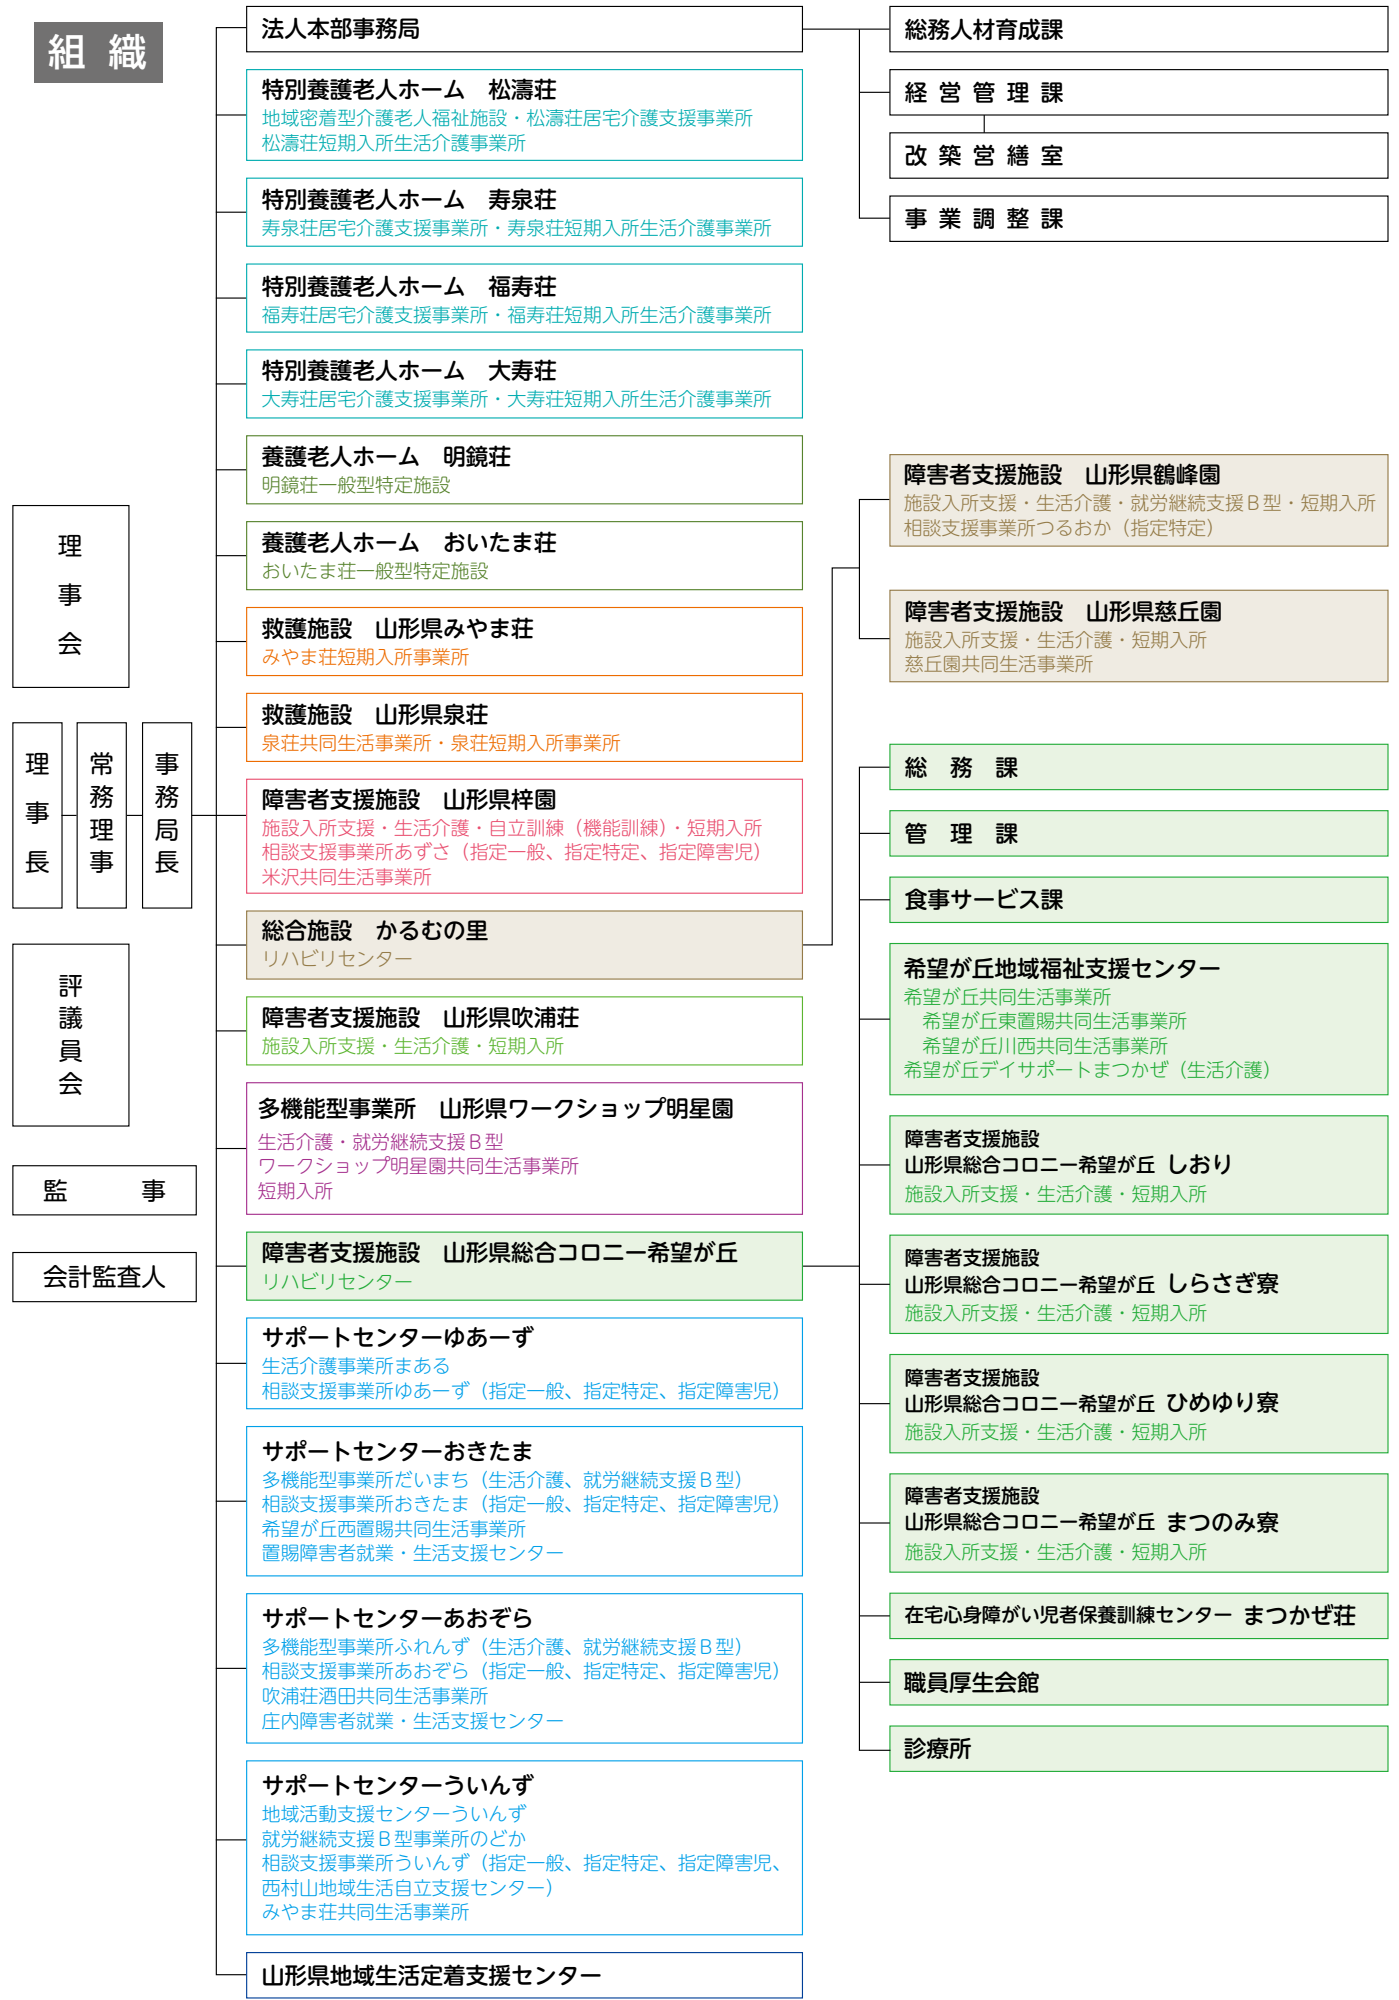 組織
理事会
理事長
常務理事
事務局長
評議員会
監事
会計監査人
法人本部事務局
特別養護老人ホーム　松濤荘
地域密着型介護老人福祉施設・松濤荘居宅介護支援事業所
松濤荘短期入所生活介護事業所
特別養護老人ホーム　寿泉荘
寿泉荘居宅介護支援事業所・寿泉荘短期入所生活介護事業所
特別養護老人ホーム　福寿荘
福寿荘居宅介護支援事業所・福寿荘短期入所生活介護事業所
特別養護老人ホーム　大寿荘
大寿荘居宅介護支援事業所・大寿荘短期入所生活介護事業所
養護老人ホーム　明鏡荘
明鏡荘一般型特定施設
養護老人ホーム　おいたま荘
おいたま荘一般型特定施設
救護施設　山形県みやま荘
みやま荘短期入所事業所
救護施設　山形県泉荘
泉荘共同生活事業所・泉荘短期入所事業所
障害者支援施設　山形県梓園
施設入所支援・生活介護・自立訓練（機能訓練）・短期入所
相談支援事業所あずさ（指定一般、指定特定、指定障害児）
米沢共同生活事業所
総合施設　かるむの里
リハビリセンター
障害者支援施設　山形県吹浦荘
施設入所支援・生活介護・短期入所
多機能型事業所　山形県ワークショップ明星園
生活介護・就労継続支援Ｂ型
ワークショップ明星園共同生活事業所
短期入所
障害者支援施設　山形県総合コロニー希望が丘
リハビリセンター
サポートセンターゆあーず
生活介護事業所まある
相談支援事業所ゆあーず（指定一般、指定特定、指定障害児）
サポートセンターおきたま
多機能型事業所だいまち（生活介護、就労継続支援Ｂ型）
相談支援事業所おきたま（指定一般、指定特定、指定障害児）
希望が丘西置賜共同生活事業所
置賜障害者就業・生活支援センター
サポートセンターあおぞら
多機能型事業所ふれんず（生活介護、就労継続支援Ｂ型）
相談支援事業所あおぞら（指定一般、指定特定、指定障害児）
吹浦荘酒田共同生活事業所
庄内障害者就業・生活支援センター
サポートセンターういんず
地域活動支援センターういんず
就労継続支援Ｂ型事業所のどか
相談支援事業所ういんず（指定一般、指定特定、指定障害児、
西村山地域生活自立支援センター）
みやま荘共同生活事業所
山形県地域生活定着支援センター
総務人材育成課
経営管理課
改築営繕室
事業調整課
障害者支援施設　山形県鶴峰園
施設入所支援・生活介護・就労継続支援Ｂ型・短期入所
相談支援事業所つるおか（指定特定）
障害者支援施設　山形県慈丘園
施設入所支援・生活介護・短期入所
慈丘園共同生活事業所
総務課
管理課
食事サービス課
希望が丘地域福祉支援センター
希望が丘共同生活事業所
希望が丘東置賜共同生活事業所
希望が丘川西共同生活事業所
希望が丘デイサポートまつかぜ（生活介護）
障害者支援施設
山形県総合コロニー希望が丘 しおり
施設入所支援・生活介護・短期入所
障害者支援施設
山形県総合コロニー希望が丘 しらさぎ寮
施設入所支援・生活介護・短期入所
障害者支援施設
山形県総合コロニー希望が丘 ひめゆり寮
施設入所支援・生活介護・短期入所
障害者支援施設
山形県総合コロニー希望が丘 まつのみ寮
施設入所支援・生活介護・短期入所
在宅心身障がい児者保養訓練センター まつかぜ荘
職員厚生会館
診療所